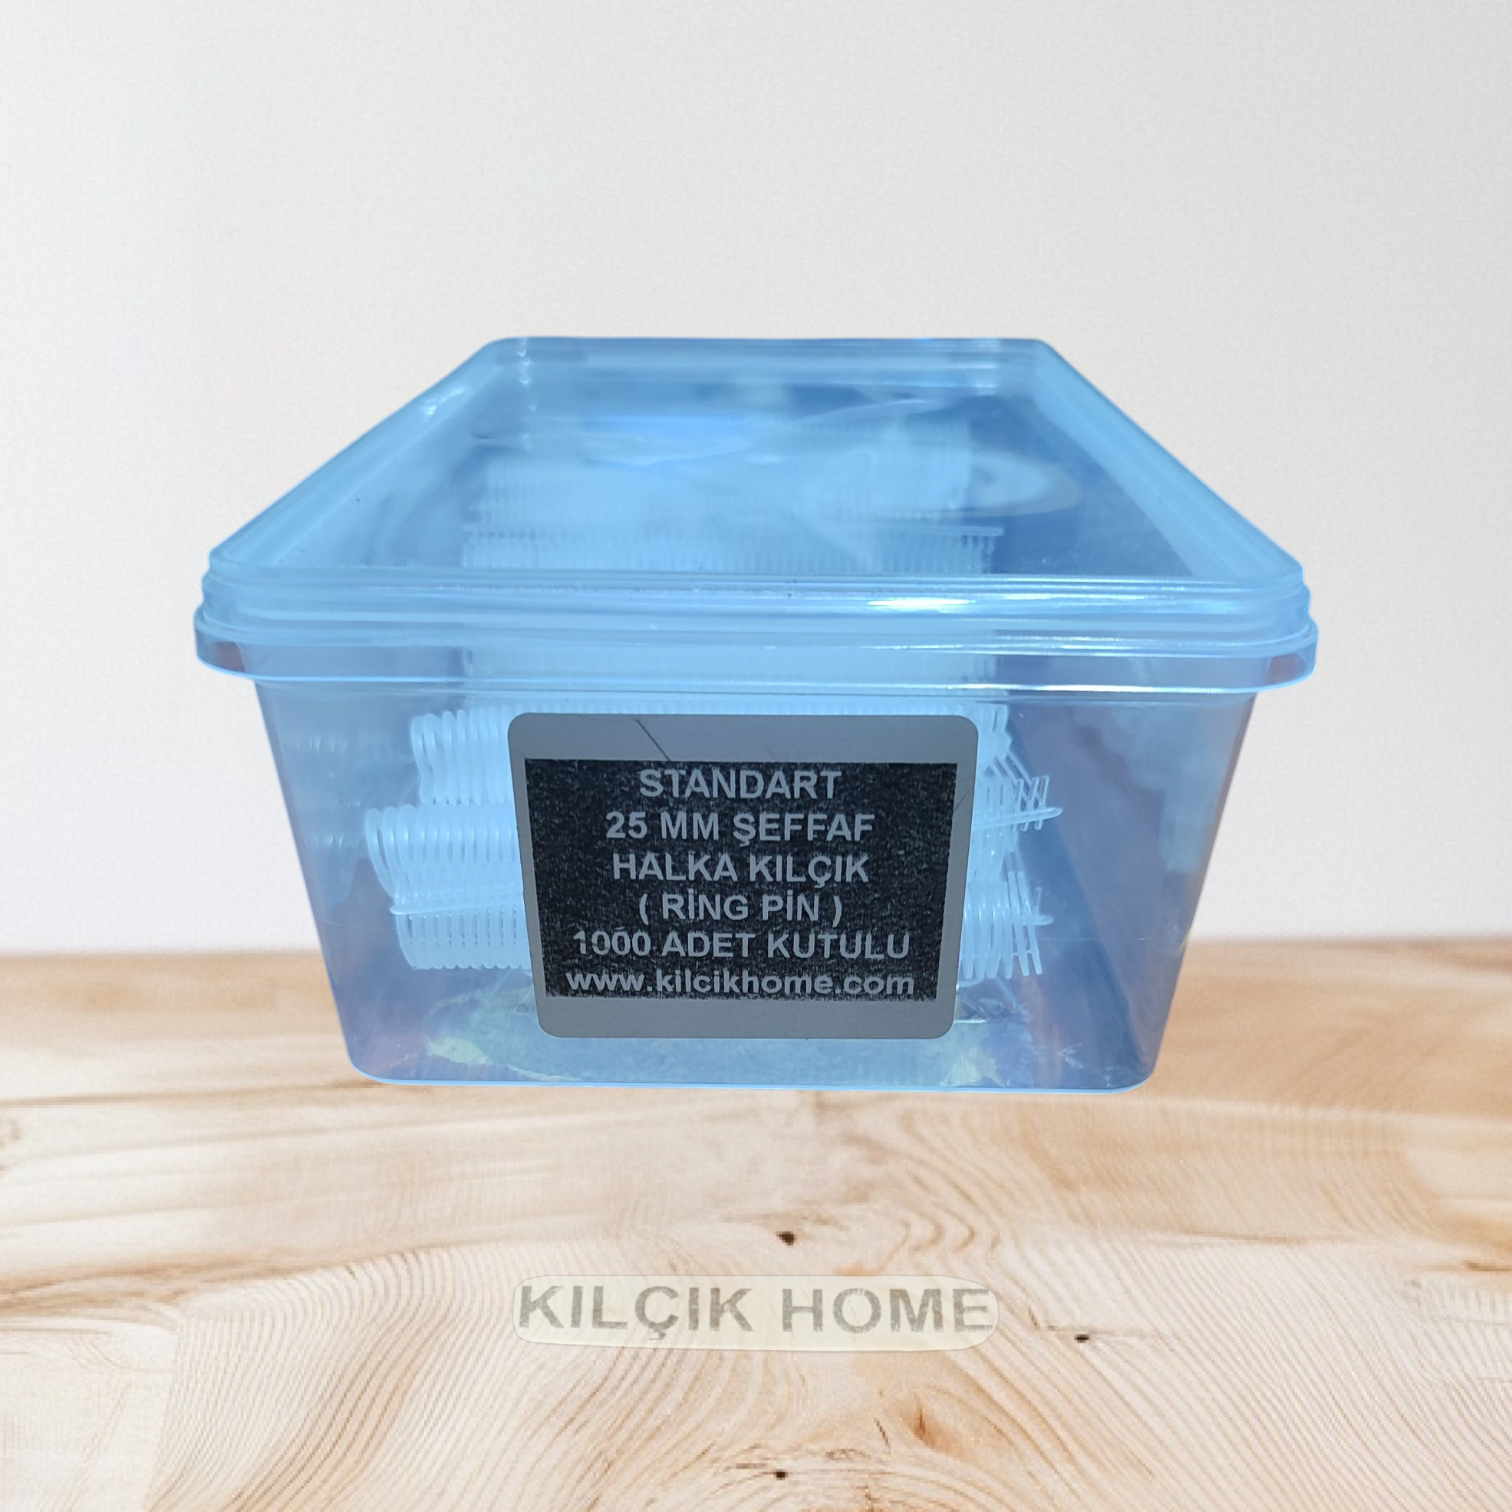 STANDART
25 MM ŞEFFAF
HALKA KILÇIK
( RİNG PİN )
1000 ADET KUTULU
www.kilcikhome.com
KILÇIK HOME